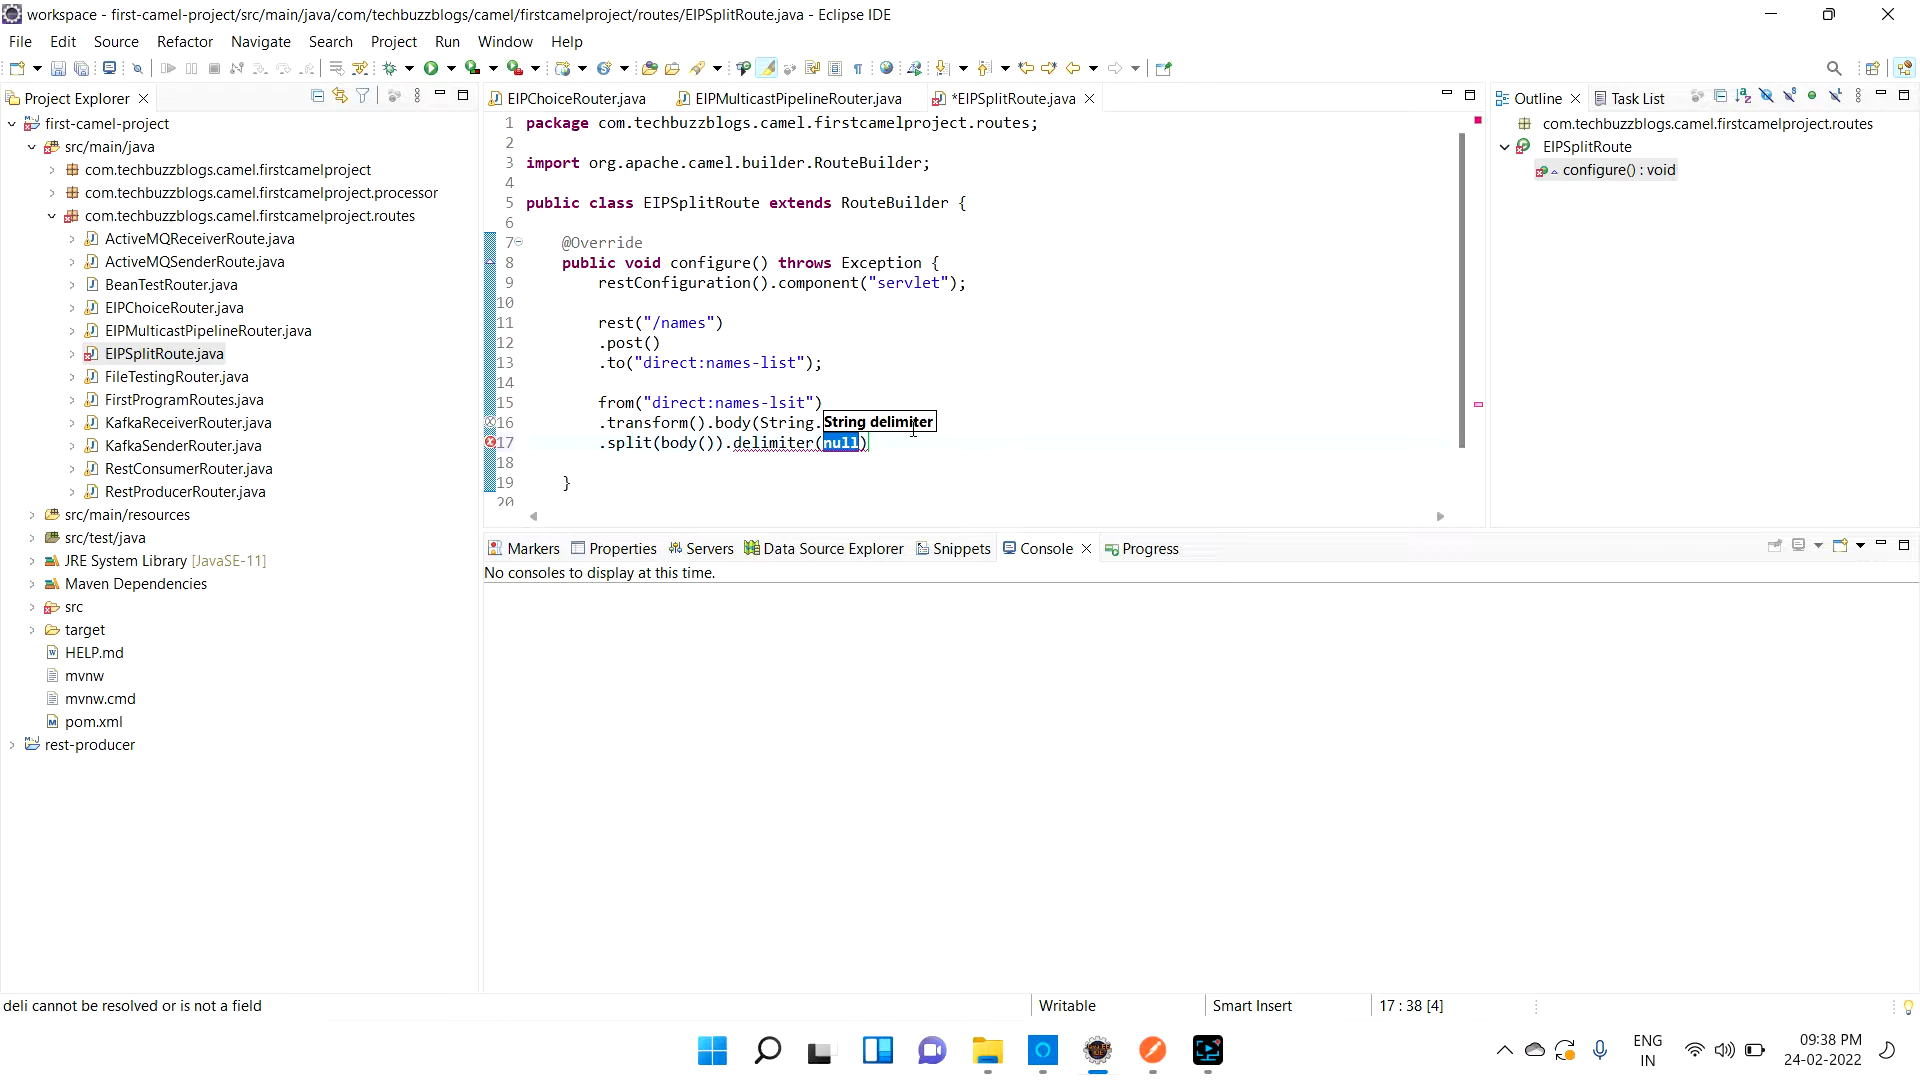 workspace - first-camel-project/src/main/java/com/techbuzzblogs/camel/firstcamelproject/routes/EIPSplitRoute.java - Eclipse IDE
File Edit Source Refactor Navigate Search Project Run Window Help
Project Explorer
first-camel-project
src/main/java
com.techbuzzblogs.camel.firstcamelproject
com.techbuzzblogs.camel.firstcamelproject.processor
com.techbuzzblogs.camel.firstcamelproject.routes
ActiveMQReceiverRoute.java
ActiveMQSenderRoute.java
BeanTestRouter.java
EIPChoiceRouter.java
EIPMulticastPipelineRouter.java
EIPSplitRoute.java
FileTestingRouter.java
FirstProgramRoutes.java
KafkaReceiverRouter.java
KafkaSenderRouter.java
RestConsumerRouter.java
RestProducerRouter.java
src/main/resources
src/test/java
JRE System Library [JavaSE-11]
Maven Dependencies
src
target
HELP.md
mvnw
mvnw.cmd
pom.xml
rest-producer
EIPChoiceRouter.java EIPMulticastPipelineRouter.java *EIPSplitRoute.java
1 package com.techbuzzblogs.camel.firstcamelproject.routes;
2
3 import org.apache.camel.builder.RouteBuilder;
4
5 public class EIPSplitRoute extends RouteBuilder {
6
7 @Override
8 public void configure() throws Exception {
9 restConfiguration().component("servlet");
10
11 rest("/names")
12 .post()
13 .to("direct:names-list");
14
15 from("direct:names-lsit")
16 .transform().body(String. String delimiter
17 .split(body()).delimiter(null)
18
19 }
20
Outline Task List
com.techbuzzblogs.camel.firstcamelproject.routes
EIPSplitRoute
configure() : void
Markers Properties Servers Data Source Explorer Snippets Console Progress
No consoles to display at this time.
deli cannot be resolved or is not a field
Writable
Smart Insert
17 : 38 [4]
ENG
IN
09:38 PM
24-02-2022